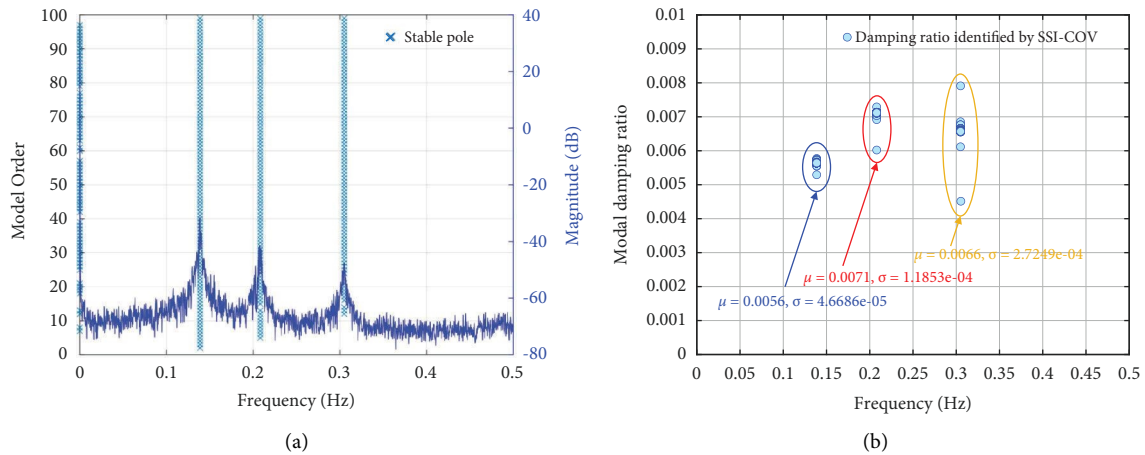 100
90
80
70
60
50
40
30
20
10
0
Model Order
Stable pole
40
20
0
-20
-40
-60
-80
Magnitude (dB)
0 0.1 0.2 0.3 0.4 0.5
Frequency (Hz)
(a)
0.01
0.009
0.008
0.007
0.006
0.005
0.004
0.003
0.002
0.001
0
Modal damping ratio
Damping ratio identified by SSI-COV
μ = 0.0066, σ = 2.7249e-04
μ = 0.0071, σ = 1.1853e-04
μ = 0.0056, σ = 4.6686e-05
0 0.05 0.1 0.15 0.2 0.25 0.3 0.35 0.4 0.45 0.5
Frequency (Hz)
(b)